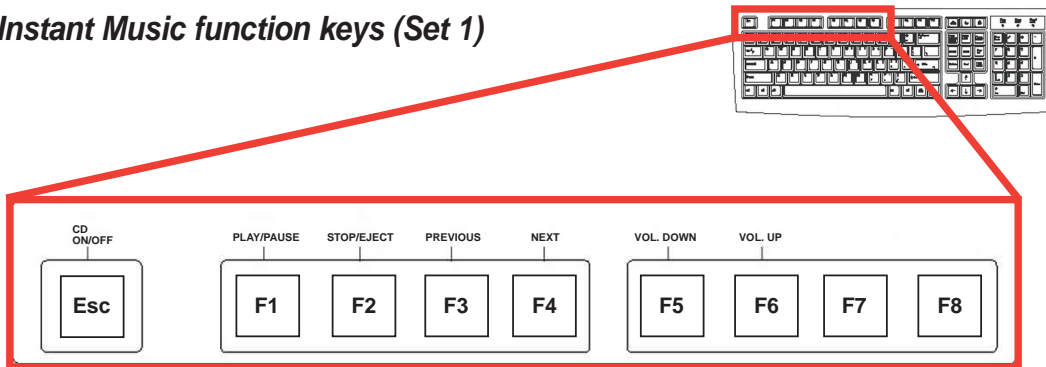 Instant Music function keys (Set 1)
CD
ON/OFF
PLAY/PAUSE STOP/EJECT PREVIOUS NEXT VOL. DOWN VOL. UP
Esc F1 F2 F3 F4 F5 F6 F7 F8